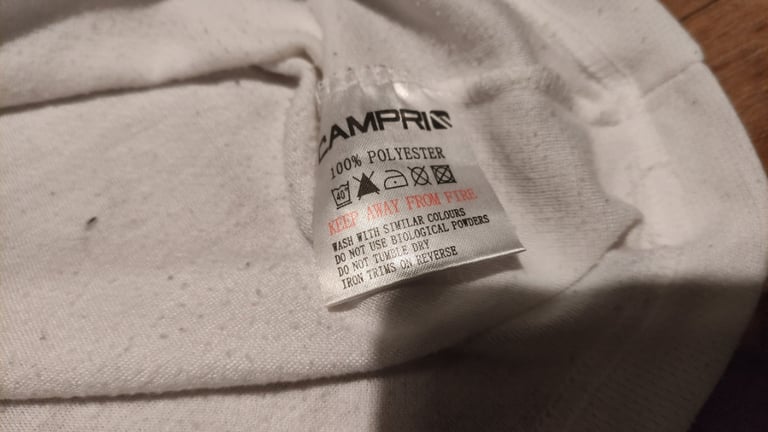 CAMPRI
100% POLYESTER
40
KEEP AWAY FROM FIRE
WASH WITH SIMILAR COLOURS
DO NOT USE BIOLOGICAL POWDERS
DO NOT TUMBLE DRY
IRON TRIMS ON REVERSE